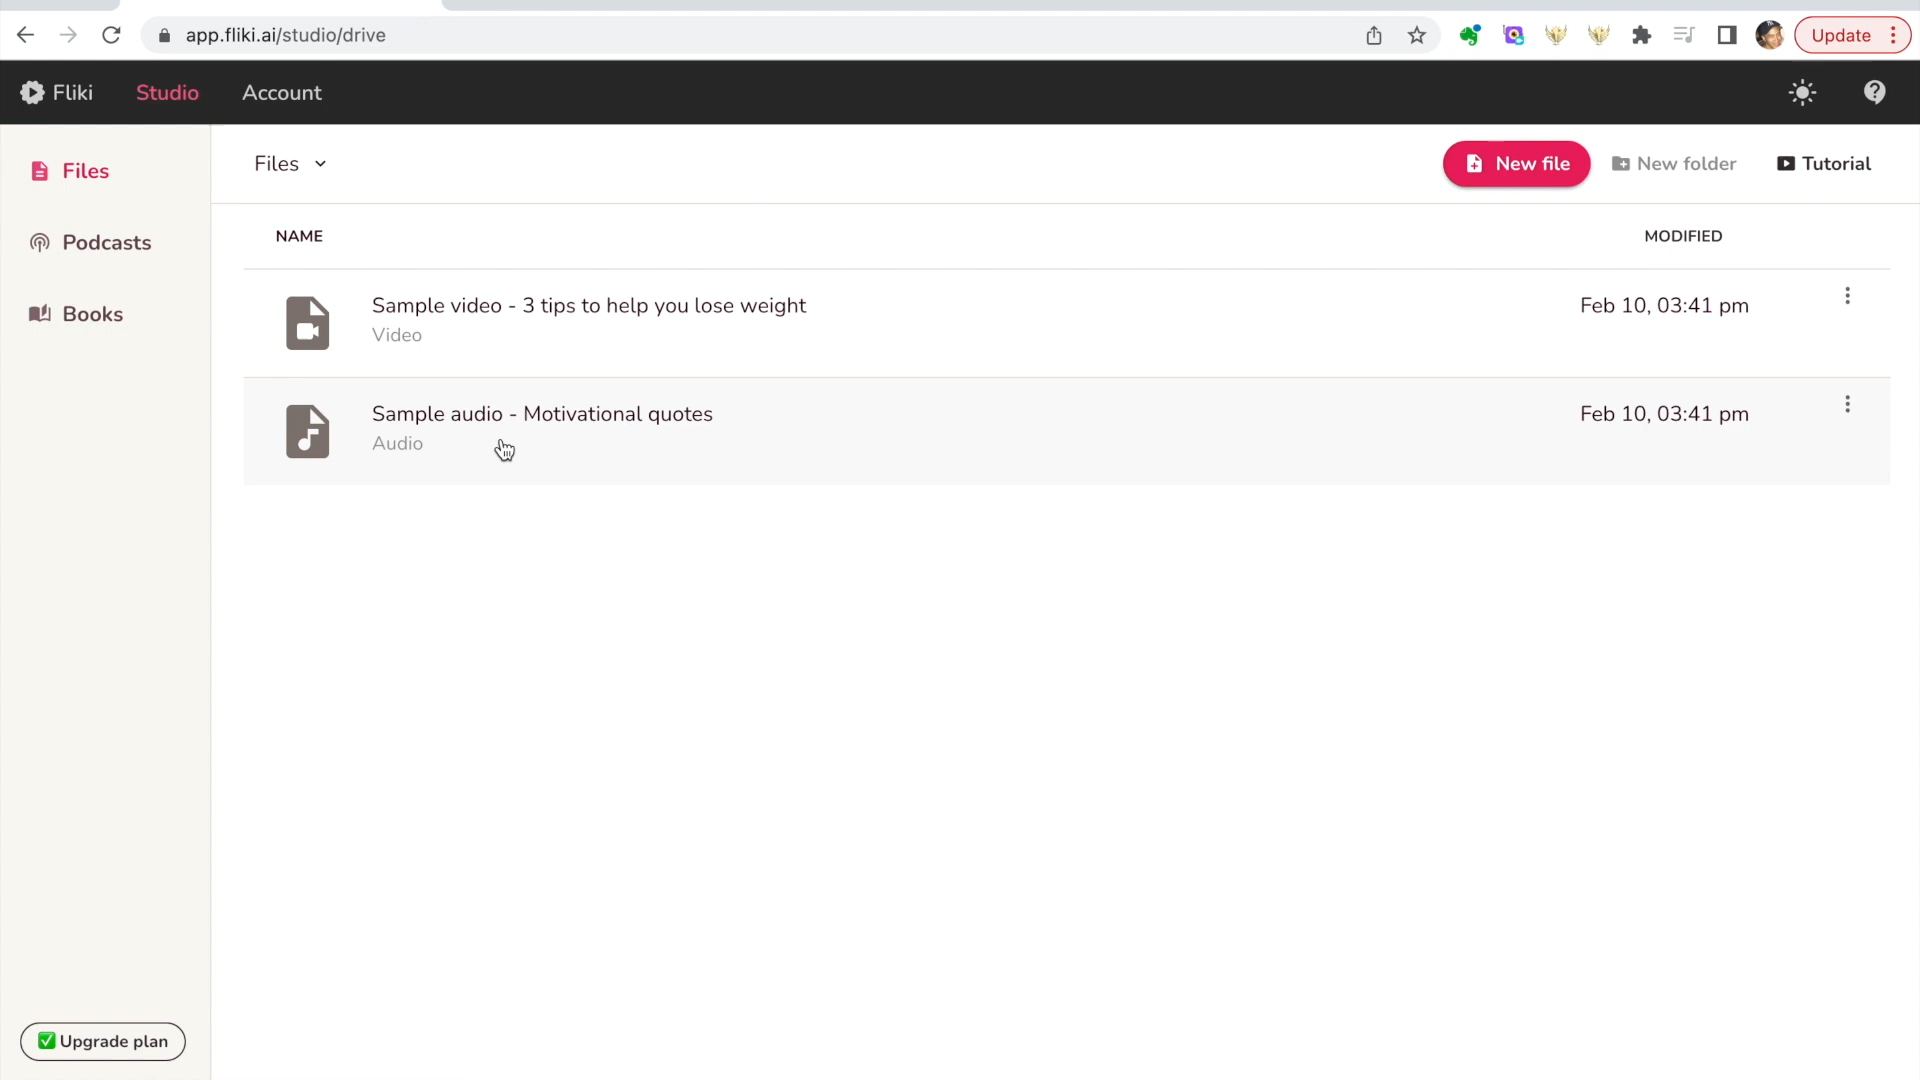 app.fliki.ai/studio/drive
Update
Fliki
Studio
Account
Files
Podcasts
Books
Files
New file
New folder
Tutorial
NAME
MODIFIED
Sample video - 3 tips to help you lose weight
Feb 10, 03:41 pm
Video
Sample audio - Motivational quotes
Feb 10, 03:41 pm
Audio
Upgrade plan